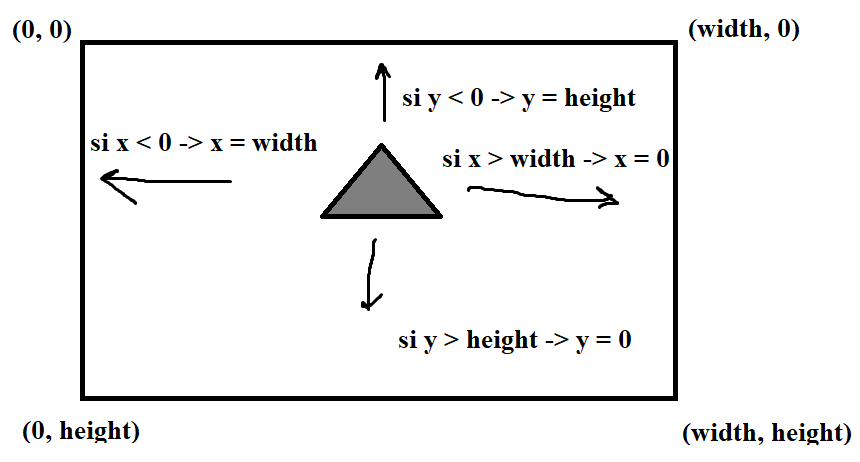 (0, 0)
(width, 0)
si y < 0 -> y = height
si x < 0 -> x = width
si x > width -> x = 0
si y > height -> y = 0
(0, height)
(width, height)